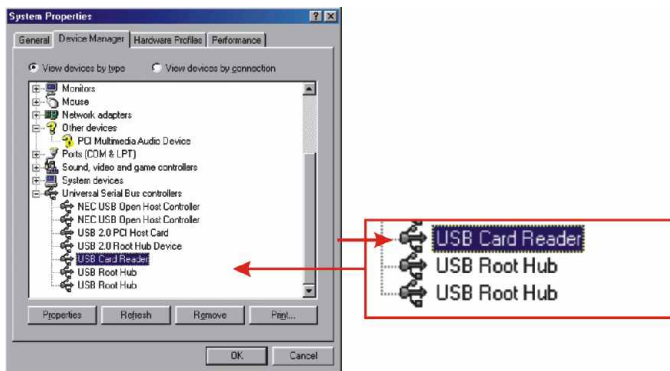 System Properties
General Device Manager Hardware Profiles Performance
View devices by type View devices by connection
Monitors
Mouse
Network adapters
Other devices
PCI Multimedia Audio Device
Ports (COM & LPT)
Sound, video and game controllers
System devices
Universal Serial Bus controllers
NEC USB Open Host Controller
NEC USB Open Host Controller
USB 2.0 PCI Host Card
USB 2.0 Root Hub Device
USB Card Reader
USB Root Hub
USB Root Hub
Properties Refresh Remove Print...
OK Cancel
USB Card Reader
USB Root Hub
USB Root Hub